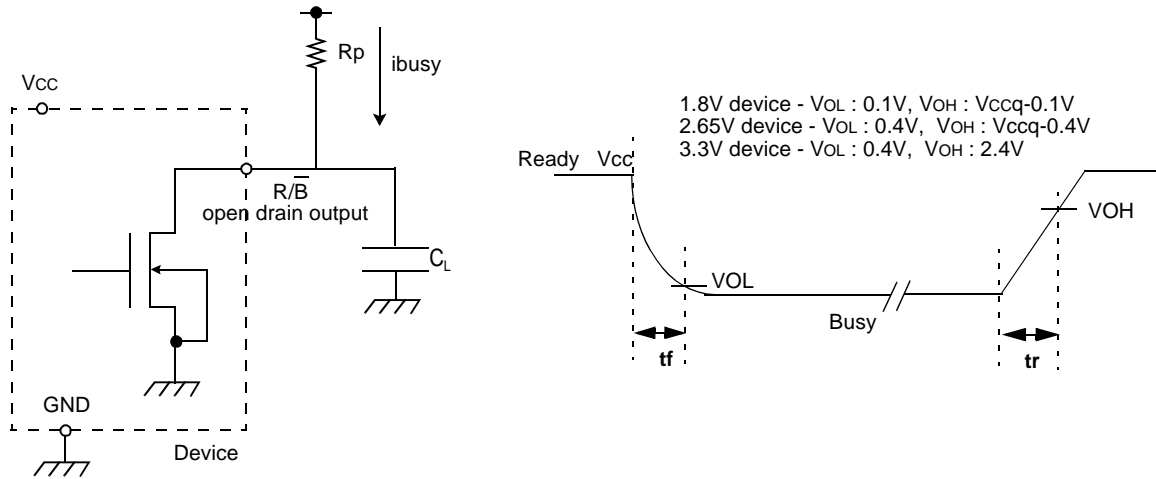 Rp
ibusy
VCC
R/B
open drain output
CL
GND
Device
1.8V device - VOL : 0.1V, VOH : VCCq-0.1V
2.65V device - VOL : 0.4V, VOH : Vccq-0.4V
3.3V device - VOL : 0.4V, VOH : 2.4V
Ready Vcc
VOH
VOL
Busy
tf
tr